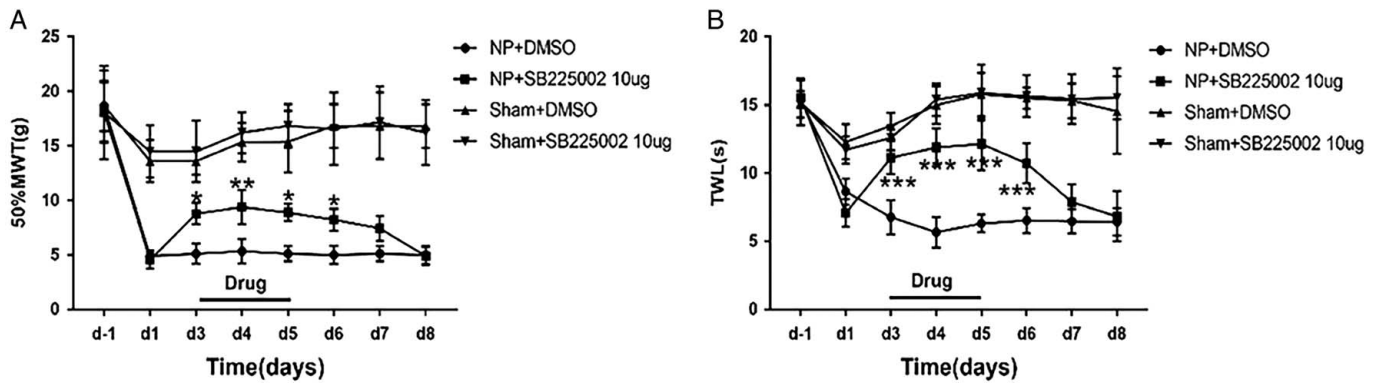 A
25
20
15
10
5
0
50%MWT(g)
* ** * *
Drug
d-1 d1 d3 d4 d5 d6 d7 d8
Time(days)
NP+DMSO
NP+SB225002 10ug
Sham+DMSO
Sham+SB225002 10ug
B
20
15
10
5
0
TWL(s)
*** *** *** ***
Drug
d-1 d1 d3 d4 d5 d6 d7 d8
Time(days)
NP+DMSO
NP+SB225002 10ug
Sham+DMSO
Sham+SB225002 10ug